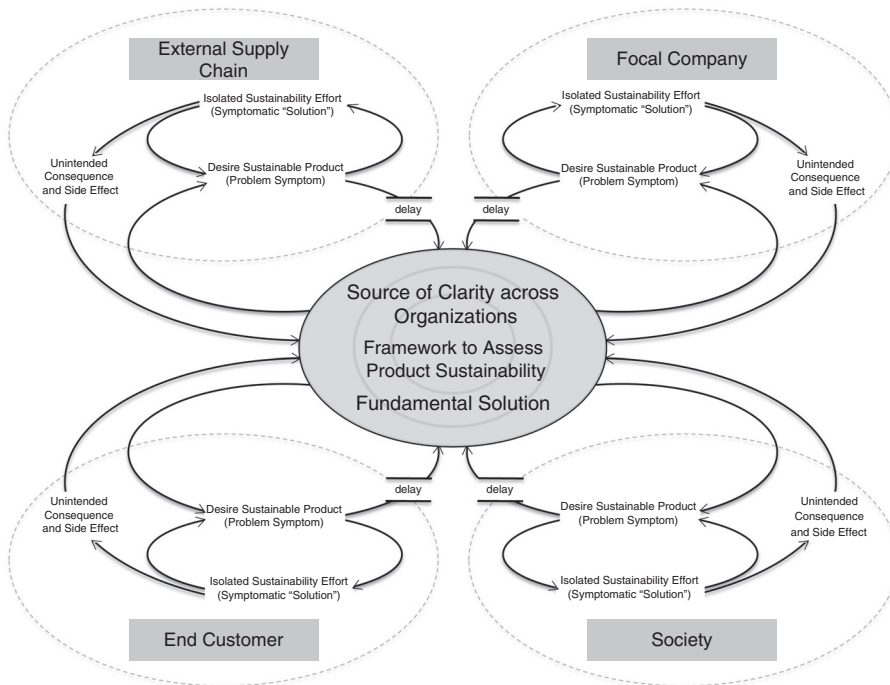 External Supply
Chain
Isolated Sustainability Effort
(Symptomatic “Solution”)
Unintended
Consequence
and Side Effect
Desire Sustainable Product
(Problem Symptom)
delay
Focal Company
Isolated Sustainability Effort
(Symptomatic “Solution”)
Desire Sustainable Product
(Problem Symptom)
Unintended
Consequence
and Side Effect
delay
Source of Clarity across
Organizations
Framework to Assess
Product Sustainability
Fundamental Solution
delay
Unintended
Consequence
and Side Effect
Desire Sustainable Product
(Problem Symptom)
Isolated Sustainability Effort
(Symptomatic “Solution”)
End Customer
delay
Desire Sustainable Product
(Problem Symptom)
Unintended
Consequence
and Side Effect
Isolated Sustainability Effort
(Symptomatic “Solution”)
Society